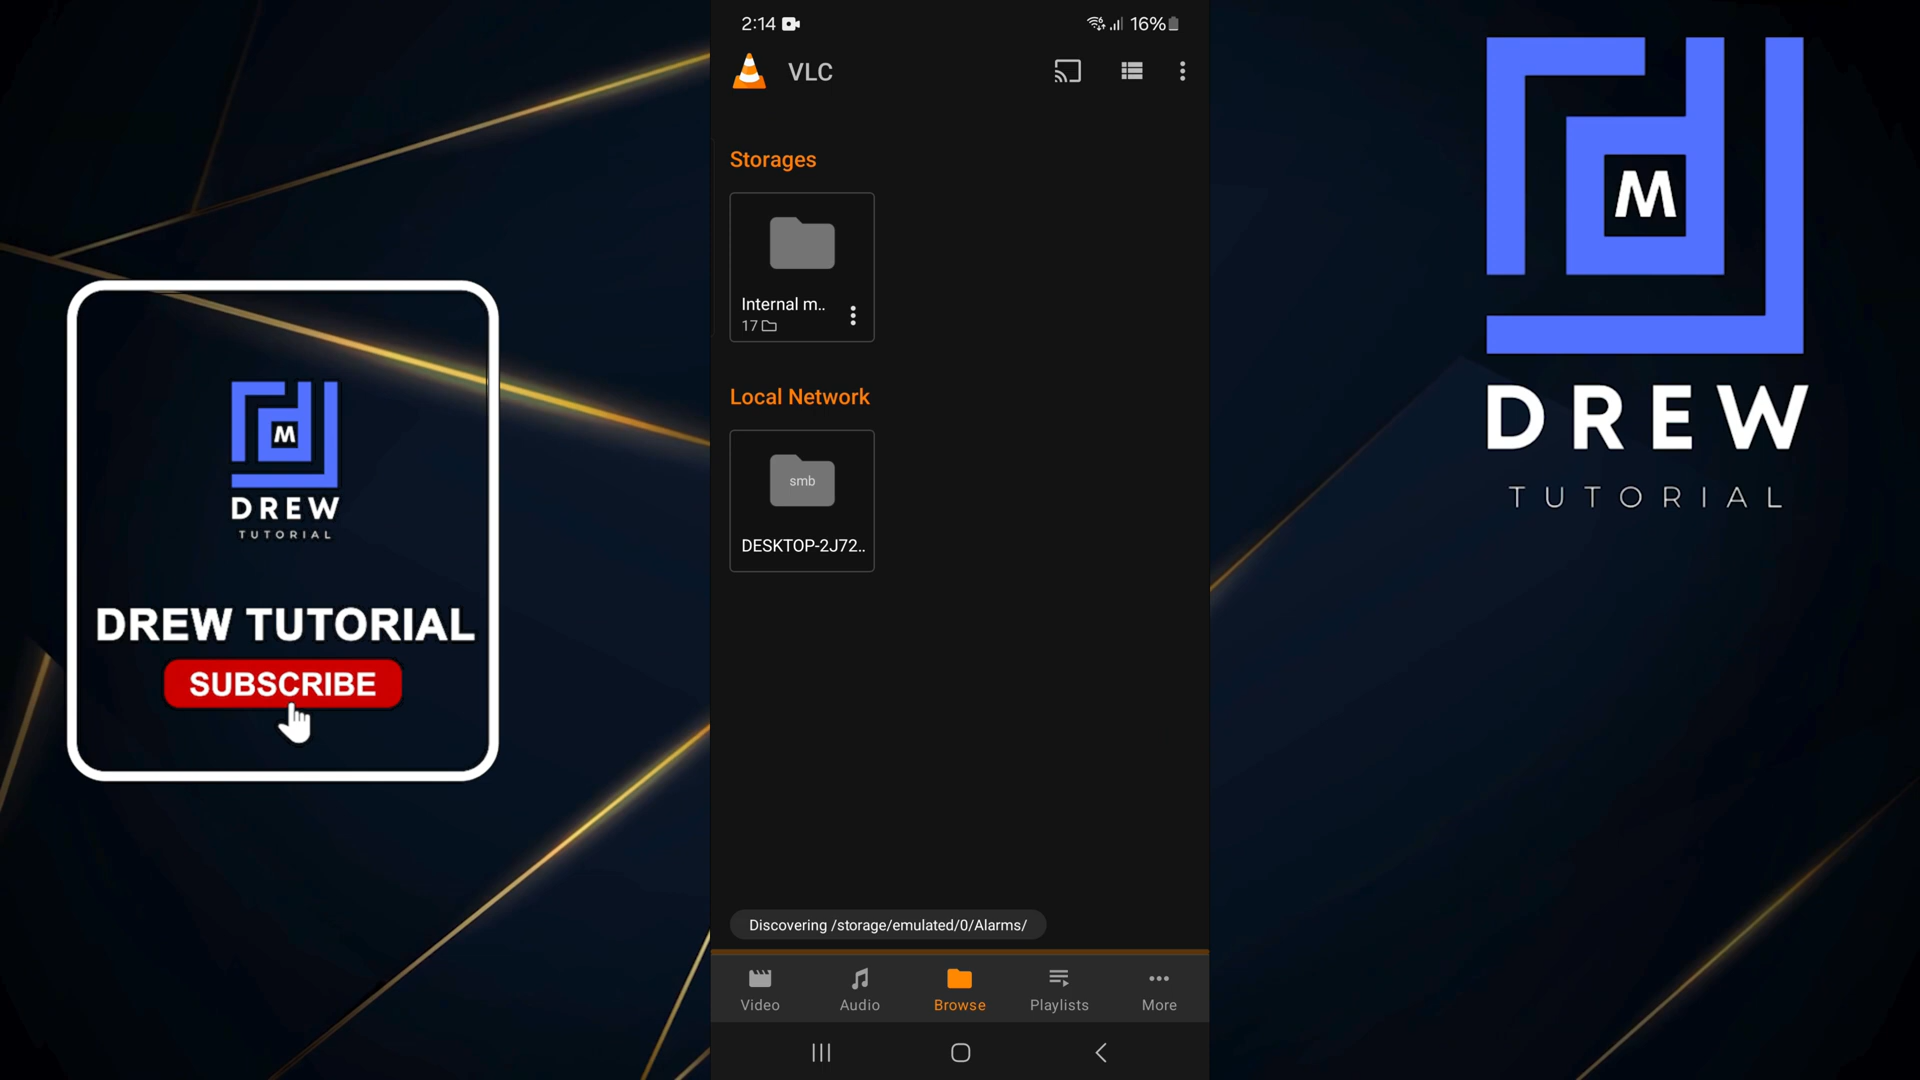 2:14
16%
VLC
Storages
Internal m..
17
Local Network
smb
DESKTOP-2J72..
Discovering /storage/emulated/0/Alarms/
Video
Audio
Browse
Playlists
More
M
DREW
TUTORIAL
DREW TUTORIAL
SUBSCRIBE
M
DREW
TUTORIAL